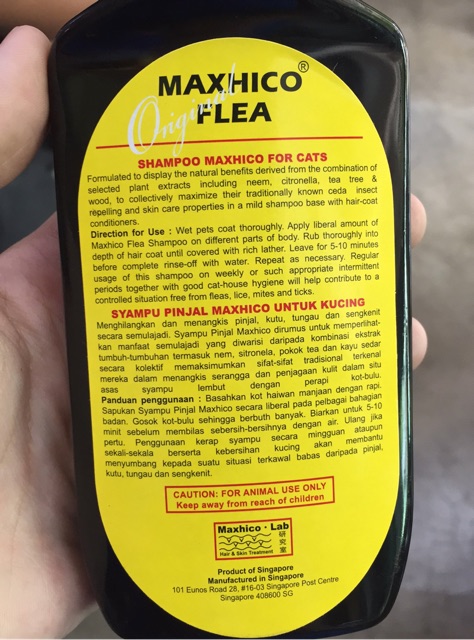 MAXHICO®
Original
FLEA
SHAMPOO MAXHICO FOR CATS
Formulated to display the natural benefits derived from the combination of
selected plant extracts including neem, citronella, tea tree &
wood, to collectively maximize their traditionally known ceda insect
repelling and skin care properties in a mild shampoo base with hair-coat
conditioners.
Direction for Use : Wet pets coat thoroughly. Apply liberal amount of
Maxhico Flea Shampoo on different parts of body. Rub thoroughly into
depth of hair coat until covered with rich lather. Leave for 5-10 minutes
before complete rinse-off with water. Repeat as necessary. Regular
usage of this shampoo on weekly or such appropriate intermittent
periods together with good cat-house hygiene will help contribute to a
controlled situation free from fleas, lice, mites and ticks.
SYAMPU PINJAL MAXHICO UNTUK KUCING
Menghilangkan dan menangkis pinjal, kutu, tungau dan sengkenit
secara semulajadi. Syampu Pinjal Maxhico dirumus untuk memperlihat-
kan manfaat semulajadi yang diwarisi daripada kombinasi ekstrak
tumbuh-tumbuhan termasuk nem, sitronela, pokok tea dan kayu sedar
secara kolektif memaksimumkan sifat-sifat tradisional terkenal
mereka dalam menangkis serangga dan penjagaan kulit dalam situ
asas syampu lembut dengan perapi kot-bulu.
Panduan penggunaan : Basahkan kot haiwan manjaan dengan rapi.
Sapukan Syampu Pinjal Maxhico secara liberal pada pelbagai bahagian
badan. Gosok kot-bulu sehingga berbuth banyak. Biarkan untuk 5-10
minit sebelum membilas sebersih-bersihnya dengan air. Ulang jika
pertu. Penggunaan kerap syampu secara mingguan ataupun
sekali-sekala berserta kebersihan kucing akan membantu
menyumbang kepada suatu situasi terkawal babas daripada pinjal,
kutu, tungau dan sengkenit.
CAUTION: FOR ANIMAL USE ONLY
Keep away from reach of children
Maxhico · Lab
研究室
Hair & Skin Treatment
Product of Singapore
Manufactured in Singapore
101 Eunos Road 28, #16-03 Singapore Post Centre
Singapore 408600 SG